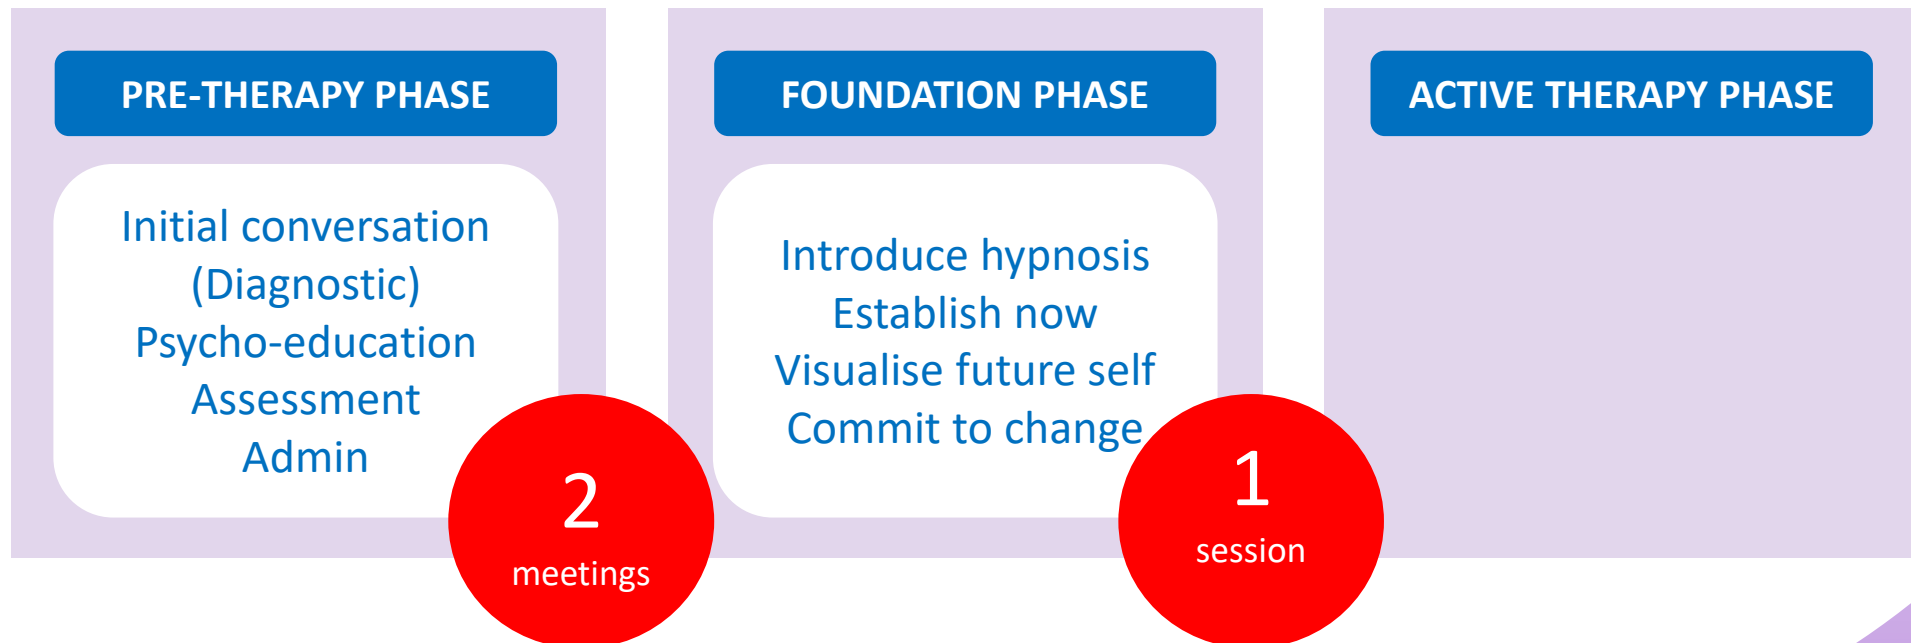 PRE-THERAPY PHASE
Initial conversation
(Diagnostic)
Psycho-education
Assessment
Admin
2
meetings
FOUNDATION PHASE
Introduce hypnosis
Establish now
Visualise future self
Commit to change
1
session
ACTIVE THERAPY PHASE